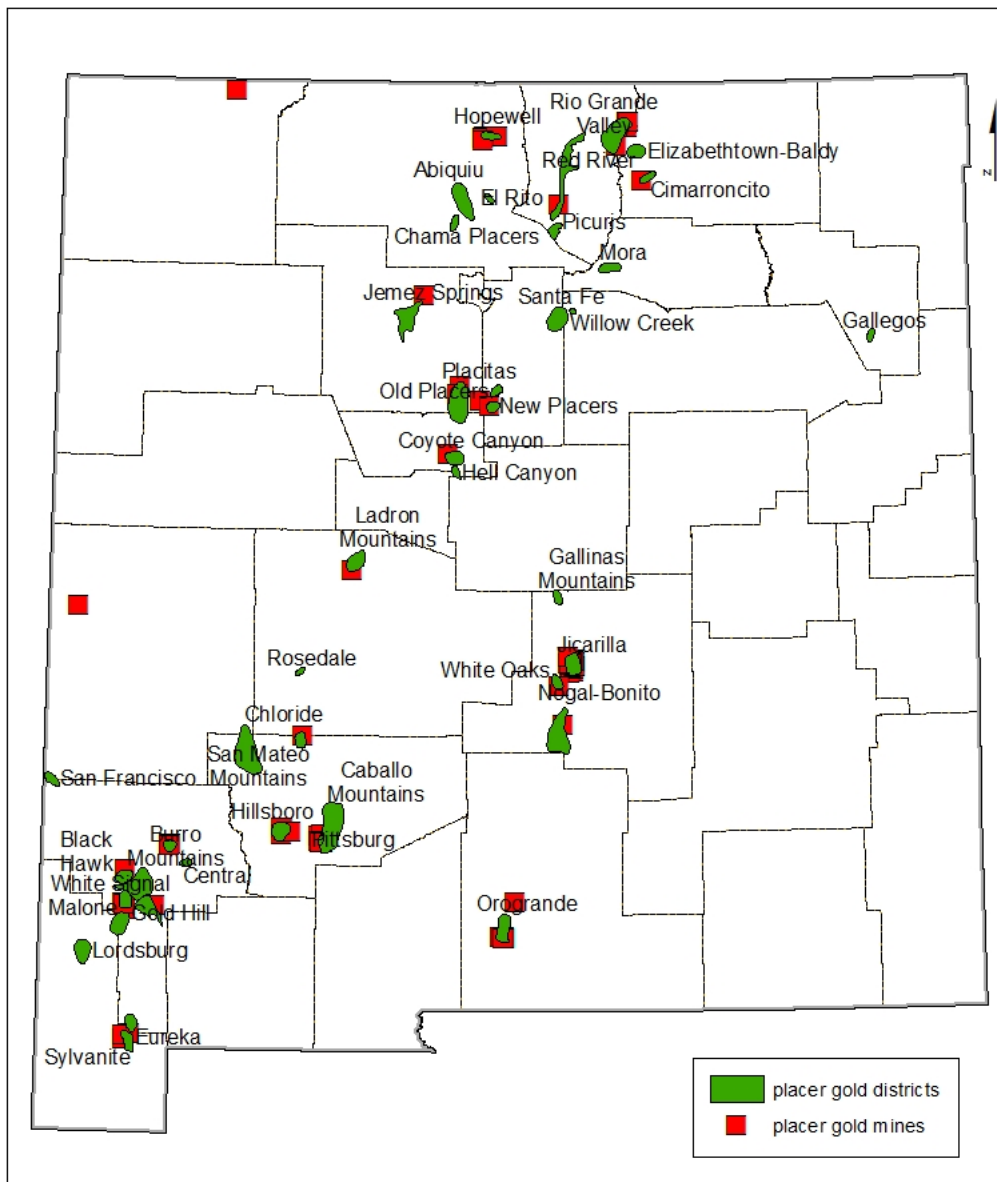 Rio Grande
Valley
Hopewell
Red River
Elizabethtown-Baldy
Abiquiu
El Rito
Cimarroncito
Chama Placers
Picuris
Mora
Jemez Springs
Santa Fe
Willow Creek
Gallegos
Placitas
Old Placers
New Placers
Coyote Canyon
Hell Canyon
Ladron
Mountains
Gallinas
Mountains
Jicarilla
Rosedale
White Oaks
Nogal-Bonito
Chloride
San Mateo
Mountains
San Francisco
Caballo
Mountains
Hillsboro
Pittsburg
Black
Hawk
Burro
Mountains
Central
White Signal
Malone
Gold Hill
Orogrande
Lordsburg
Eureka
Sylvanite
placer gold districts
placer gold mines
z